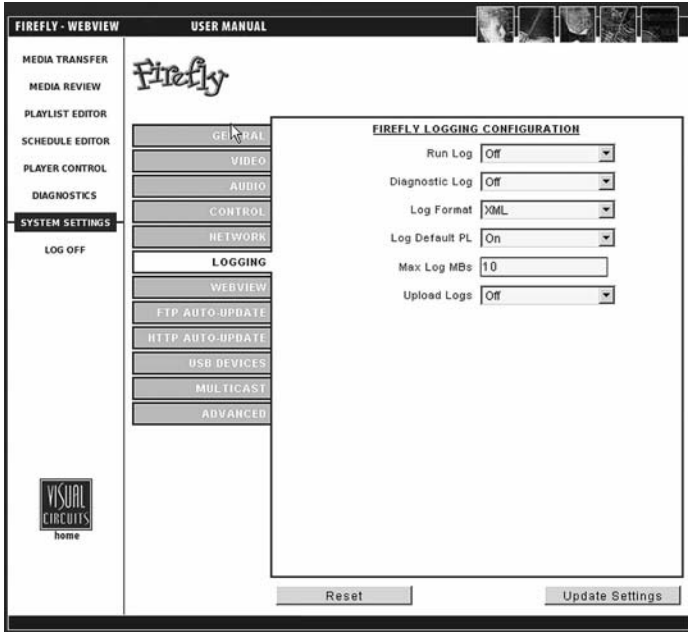 FIREFLY - WEBVIEW USER MANUAL
MEDIA TRANSFER
MEDIA REVIEW
PLAYLIST EDITOR
SCHEDULE EDITOR
PLAYER CONTROL
DIAGNOSTICS
SYSTEM SETTINGS
LOG OFF
VISUAL
CIRCUITS
home
Firefly
GENERAL
VIDEO
AUDIO
CONTROL
NETWORK
LOGGING
WEBVIEW
FTP AUTO-UPDATE
HTTP AUTO-UPDATE
USB DEVICES
MULTICAST
ADVANCED
FIREFLY LOGGING CONFIGURATION
Run Log Off
Diagnostic Log Off
Log Format XML
Log Default PL On
Max Log MBs 10
Upload Logs Off
Reset Update Settings